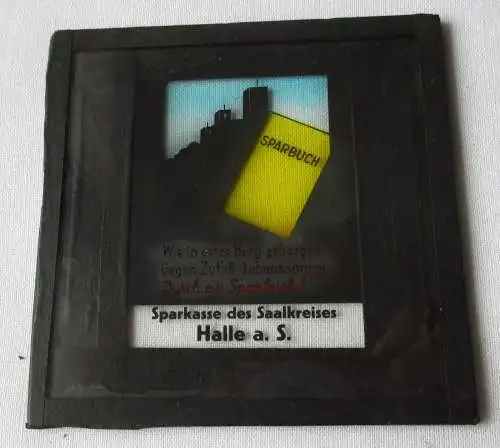 SPARBUCH
Wie in einer Burg geborgen
Gegen Zufall, Lebenssorgen
Durch ein Sparbuch!
Sparkasse des Saalkreises
Halle a. S.